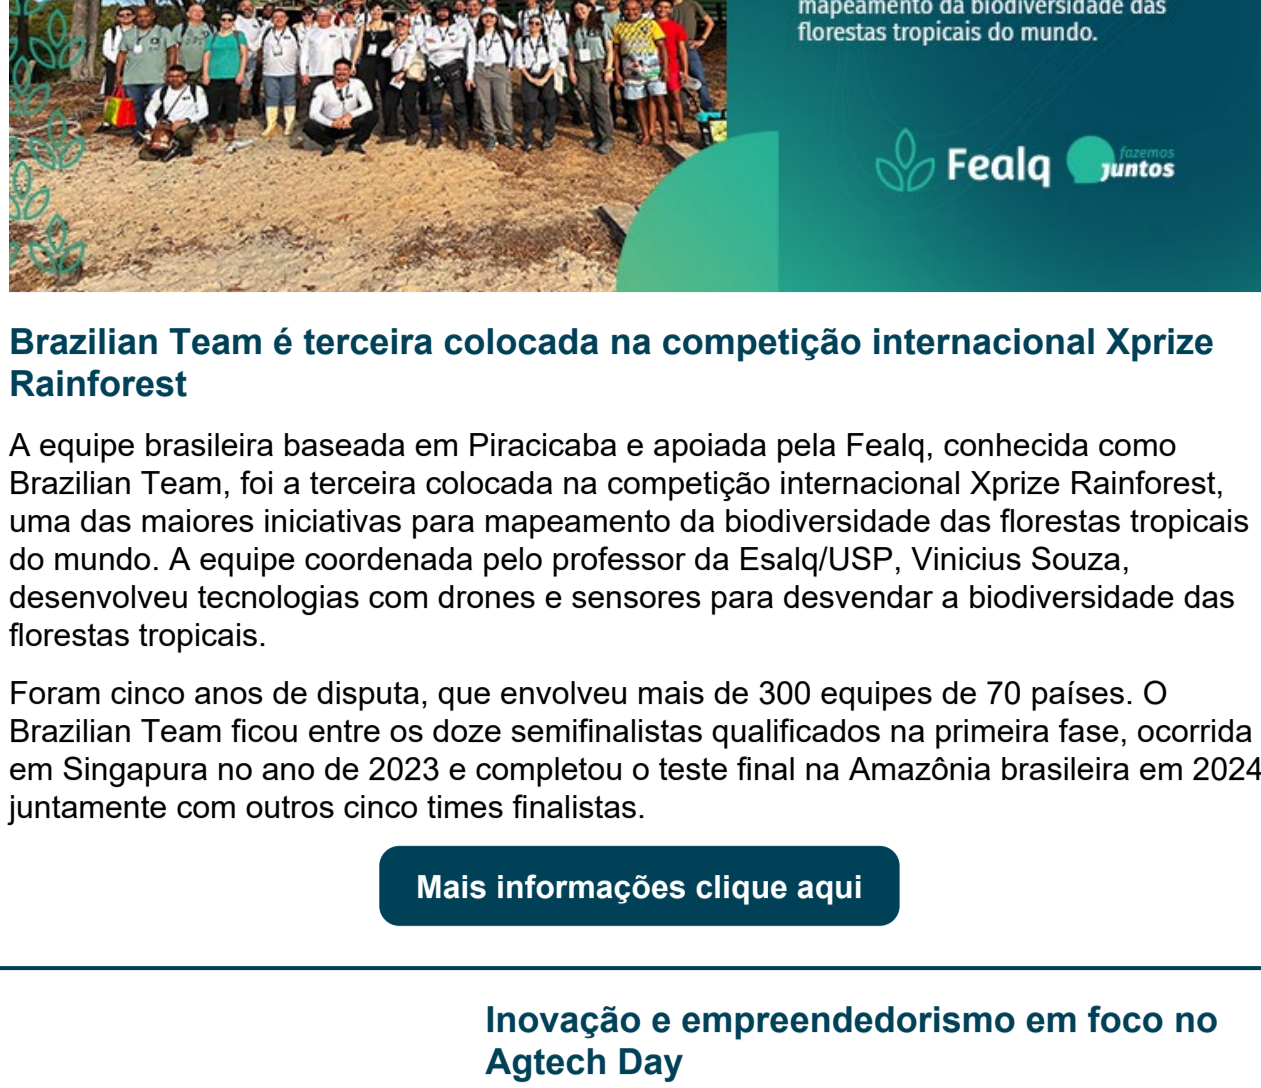 mapeamento da biodiversidade das
florestas tropicais do mundo.
Fealq
fazemos
juntos
Brazilian Team é terceira colocada na competição internacional Xprize
Rainforest
A equipe brasileira baseada em Piracicaba e apoiada pela Fealq, conhecida como
Brazilian Team, foi a terceira colocada na competição internacional Xprize Rainforest,
uma das maiores iniciativas para mapeamento da biodiversidade das florestas tropicais
do mundo. A equipe coordenada pelo professor da Esalq/USP, Vinicius Souza,
desenvolveu tecnologias com drones e sensores para desvendar a biodiversidade das
florestas tropicais.
Foram cinco anos de disputa, que envolveu mais de 300 equipes de 70 países. O
Brazilian Team ficou entre os doze semifinalistas qualificados na primeira fase, ocorrida
em Singapura no ano de 2023 e completou o teste final na Amazônia brasileira em 2024
juntamente com outros cinco times finalistas.
Mais informações clique aqui
Inovação e empreendedorismo em foco no
Agtech Day